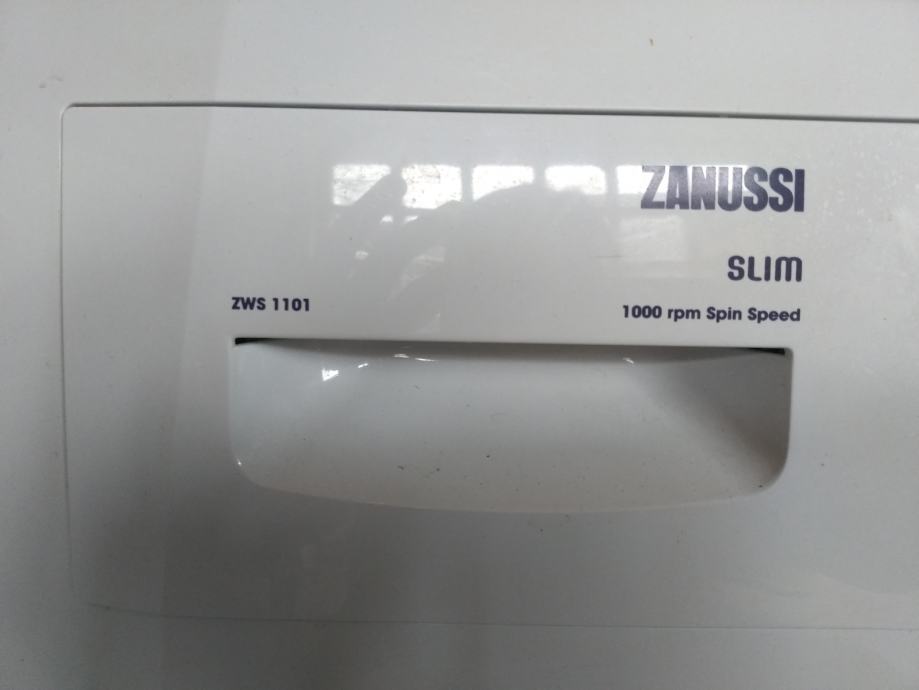 ZANUSSI
SLIM
ZWS 1101
1000 rpm Spin Speed